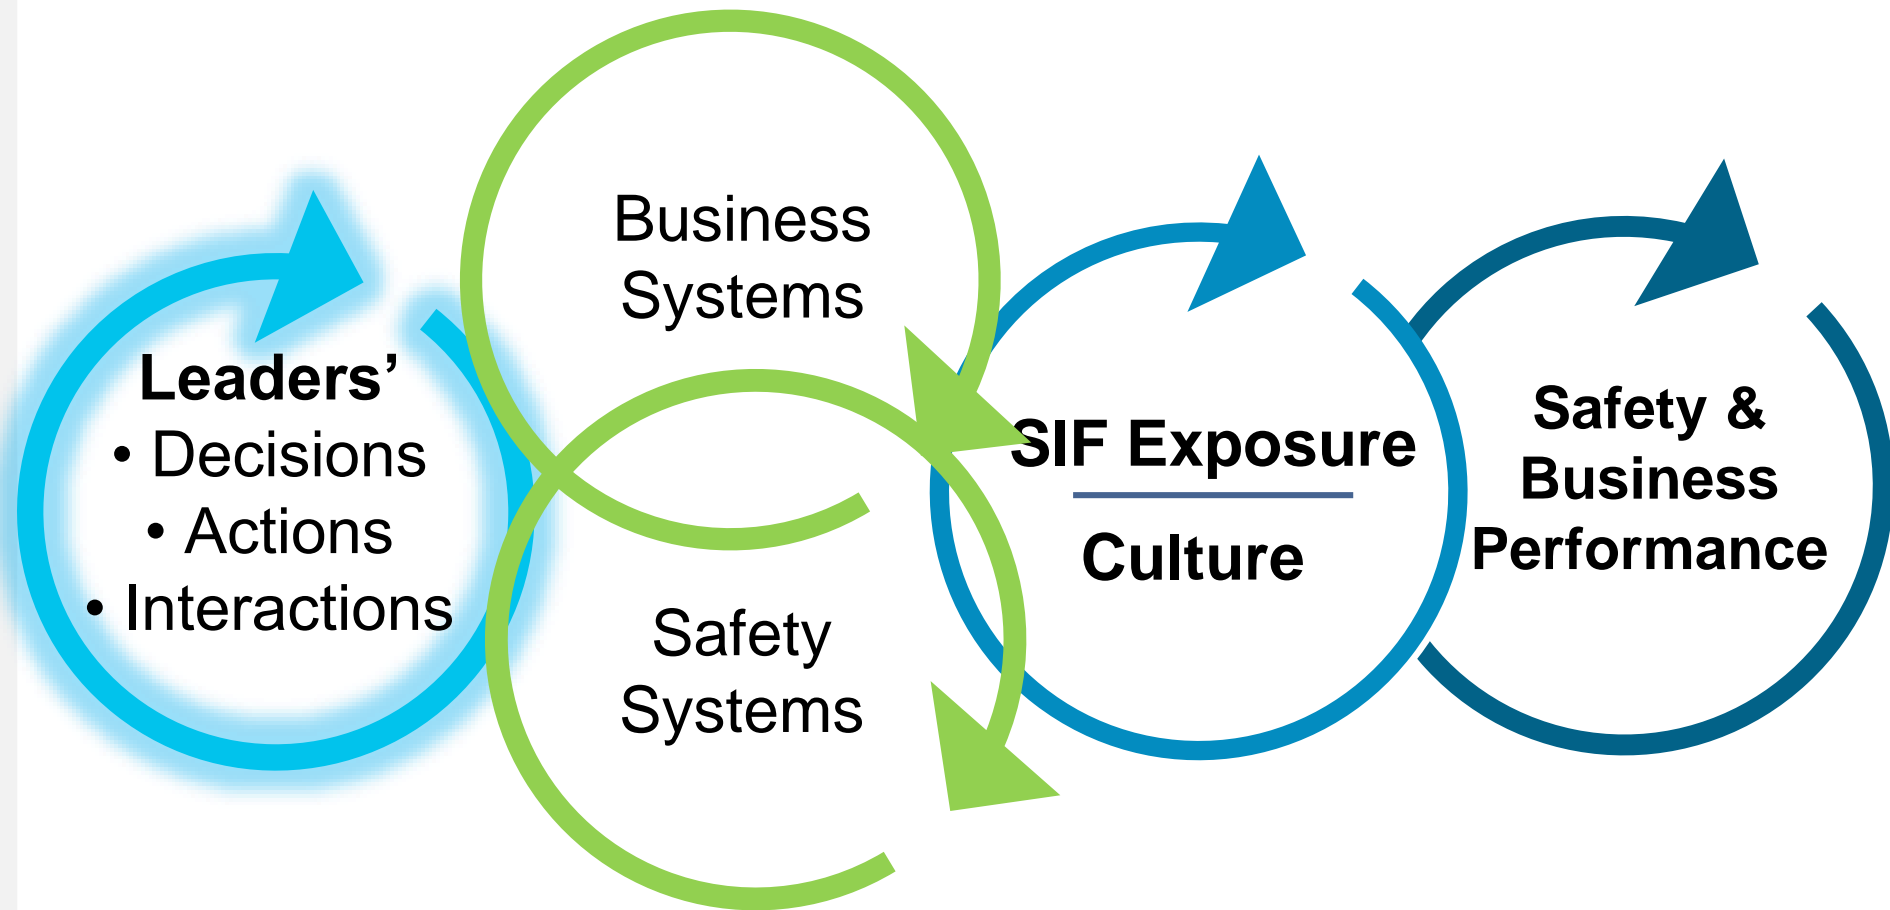 Leaders’
• Decisions
• Actions
• Interactions
Business
Systems
Safety
Systems
SIF Exposure
Culture
Safety &
Business
Performance